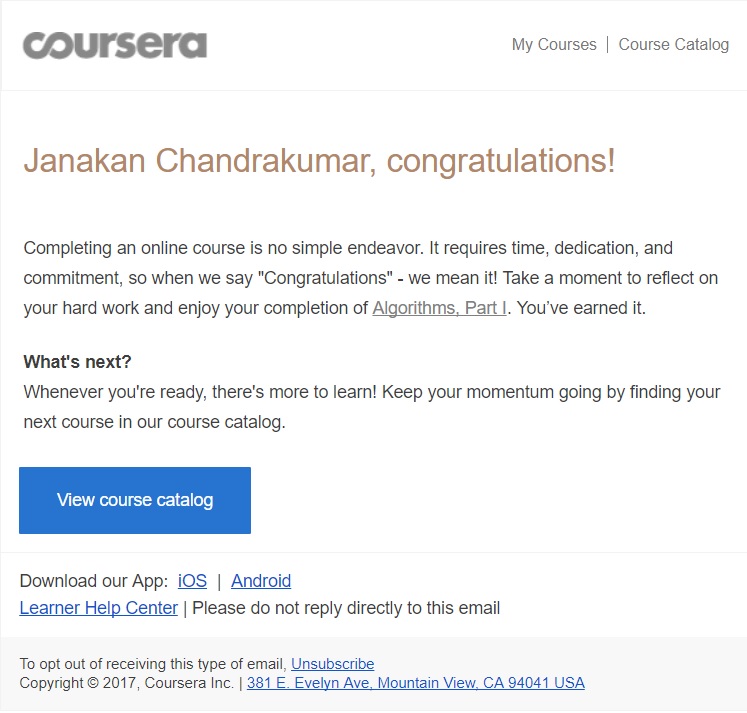 coursera
My Courses | Course Catalog
Janakan Chandrakumar, congratulations!
Completing an online course is no simple endeavor. It requires time, dedication, and
commitment, so when we say "Congratulations" - we mean it! Take a moment to reflect on
your hard work and enjoy your completion of Algorithms, Part I. You’ve earned it.
What's next?
Whenever you're ready, there's more to learn! Keep your momentum going by finding your
next course in our course catalog.
View course catalog
Download our App: iOS | Android
Learner Help Center | Please do not reply directly to this email
To opt out of receiving this type of email, Unsubscribe
Copyright © 2017, Coursera Inc. | 381 E. Evelyn Ave, Mountain View, CA 94041 USA